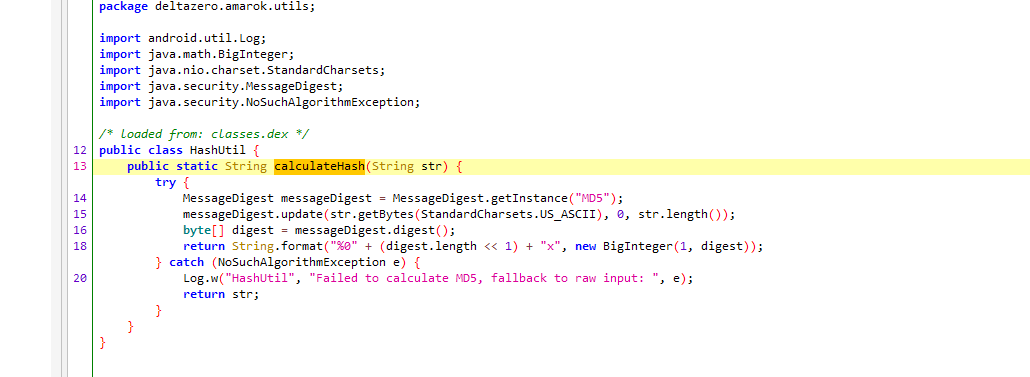 package deltazero.amarok.utils;
import android.util.Log;
import java.math.BigInteger;
import java.nio.charset.StandardCharsets;
import java.security.MessageDigest;
import java.security.NoSuchAlgorithmException;
/* loaded from: classes.dex */
12 public class HashUtil {
13 public static String calculateHash(String str) {
try {
14 MessageDigest messageDigest = MessageDigest.getInstance("MD5");
15 messageDigest.update(str.getBytes(StandardCharsets.US_ASCII), 0, str.length());
16 byte[] digest = messageDigest.digest();
18 return String.format("%0" + (digest.length << 1) + "x", new BigInteger(1, digest));
} catch (NoSuchAlgorithmException e) {
20 Log.w("HashUtil", "Failed to calculate MD5, fallback to raw input: ", e);
return str;
}
}
}